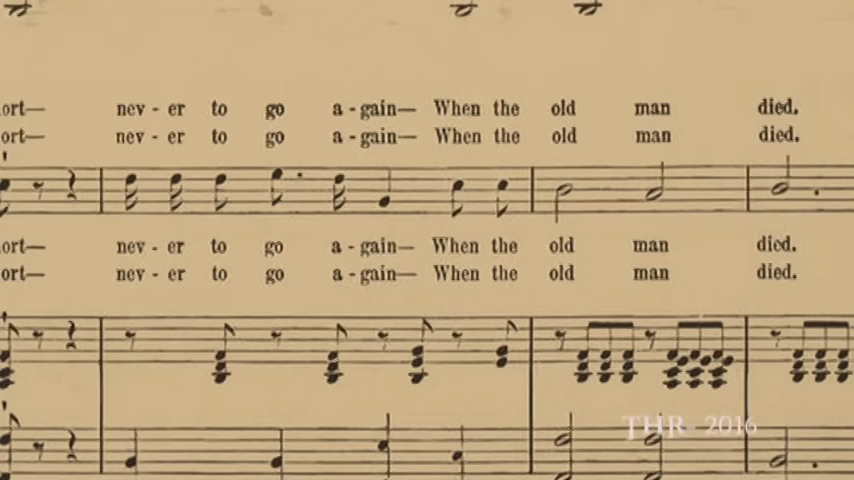 ort— nev - er to go a - gain— When the old man died.
ort— nev - er to go a - gain— When the old man died.
ort— nev - er to go a - gain— When the old man died.
ort— nev - er to go a - gain— When the old man died.
THR - 2016